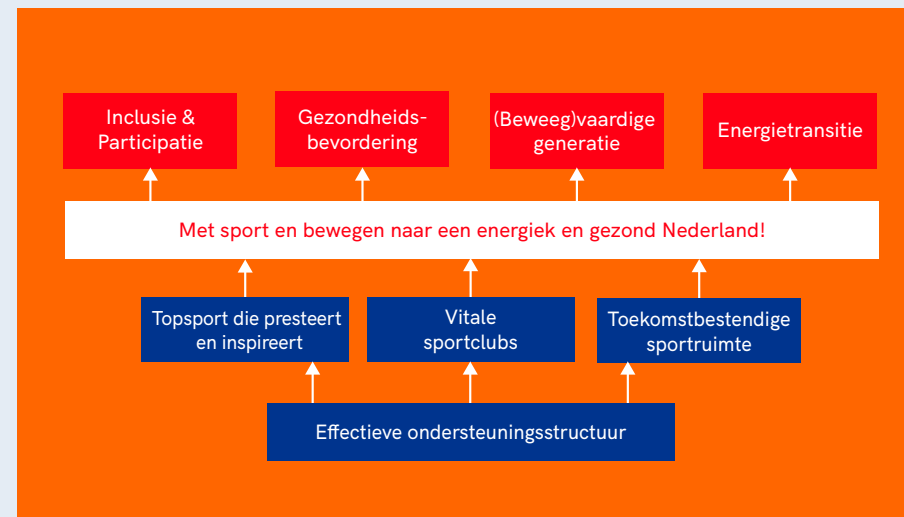 Inclusie &
Participatie
Gezondheids-
bevordering
(Beweeg)vaardige
generatie
Energietransitie
Met sport en bewegen naar een energiek en gezond Nederland!
Topsport die presteert
en inspireert
Vitale
sportclubs
Toekomstbestendige
sportruimte
Effectieve ondersteuningsstructuur